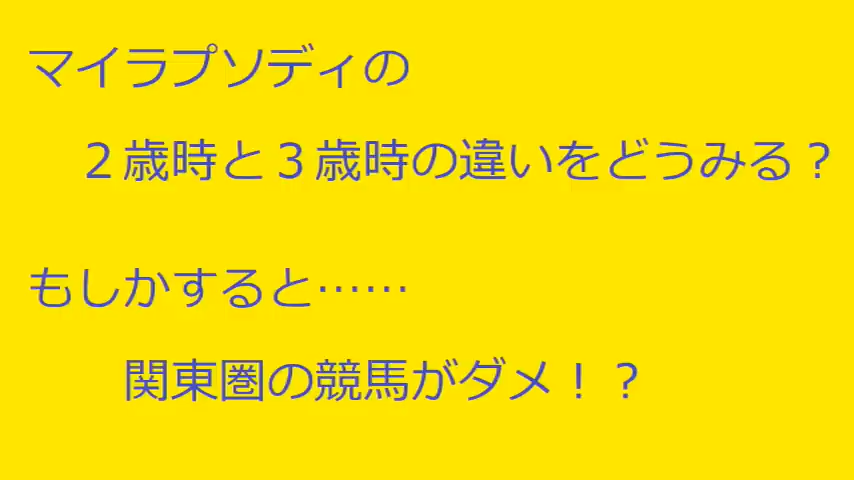 マイラプソディの
２歳時と３歳時の違いをどうみる？
もしかすると……
関東圏の競馬がダメ！？